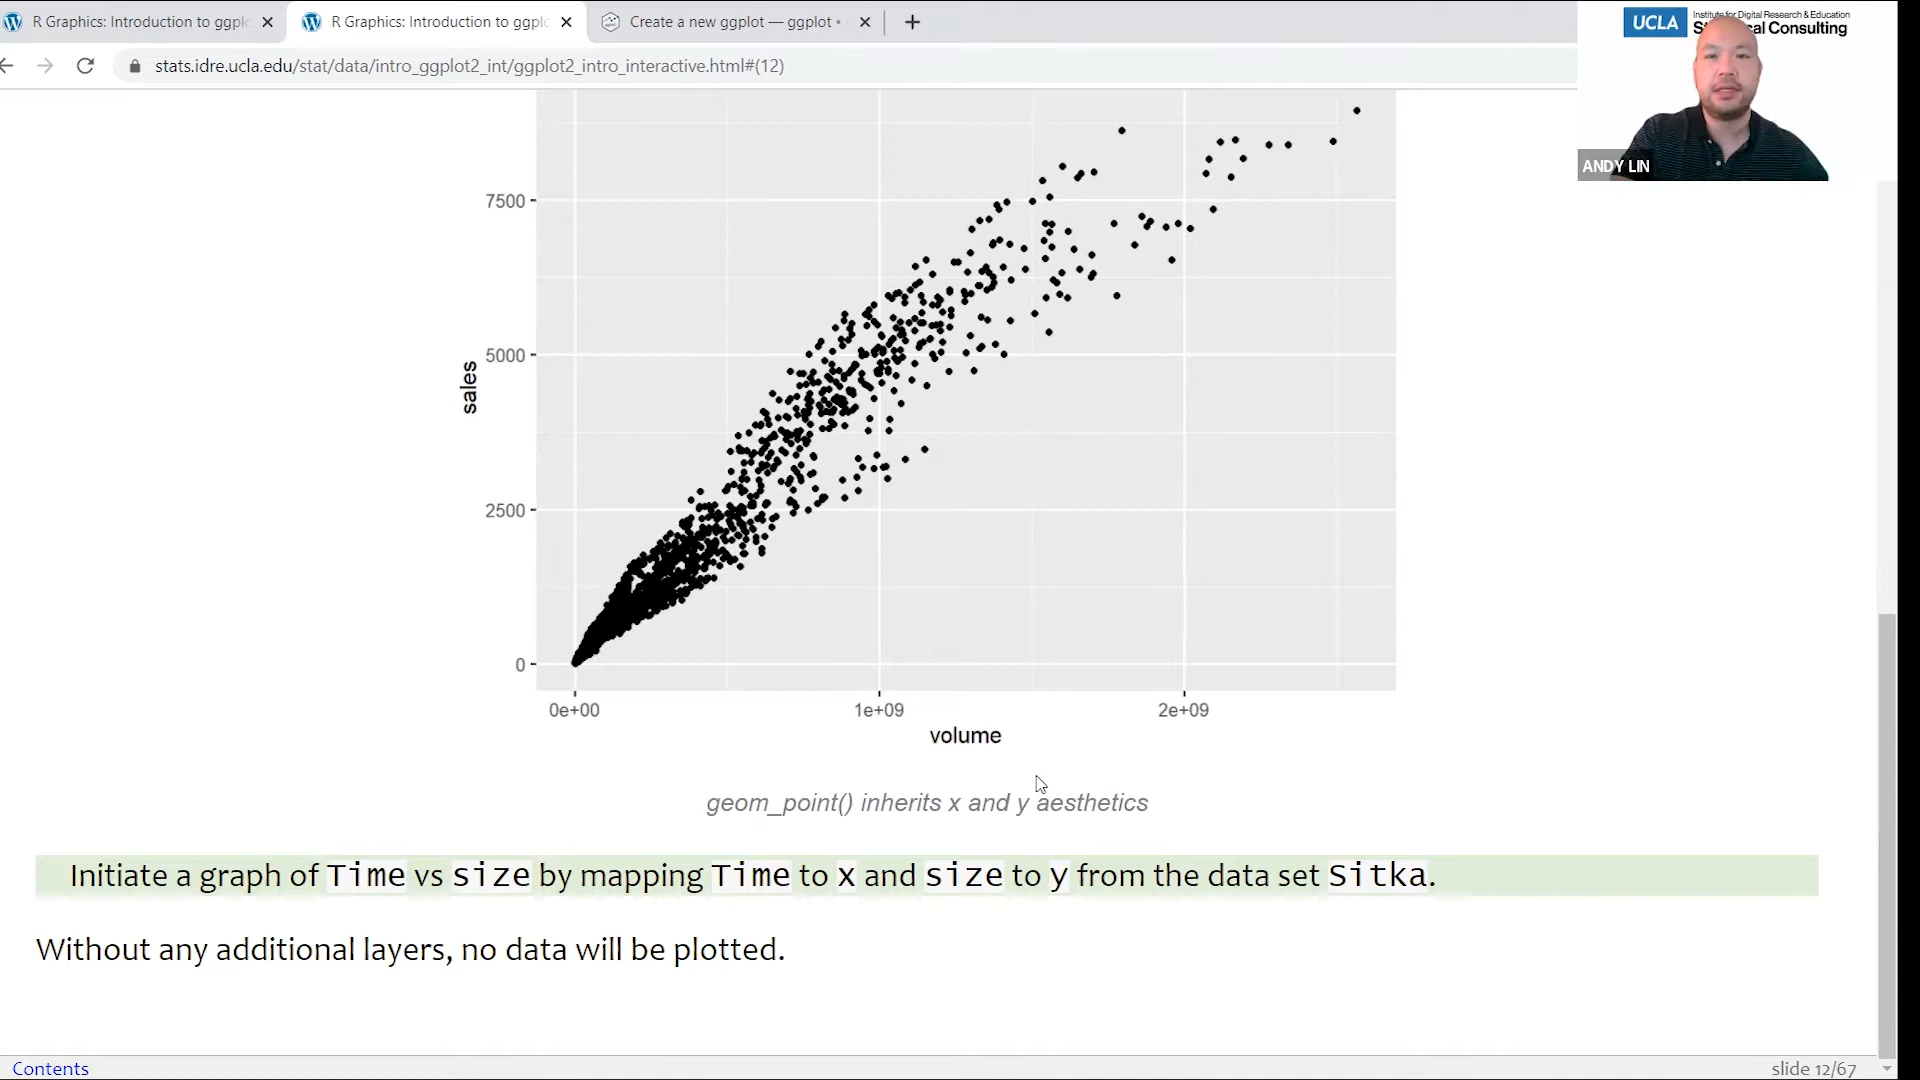 R Graphics: Introduction to ggplo
R Graphics: Introduction to ggplo
Create a new ggplot — ggplot •
stats.idre.ucla.edu/stat/data/intro_ggplot2_int/ggplot2_intro_interactive.html#(12)
UCLA
Institute for Digital Research & Education
Consulting
ANDY LIN
7500
5000
2500
0
sales
0e+00 1e+09 2e+09
volume
geom_point() inherits x and y aesthetics
Initiate a graph of Time vs size by mapping Time to x and size to y from the data set Sitka.
Without any additional layers, no data will be plotted.
Contents
slide 12/67